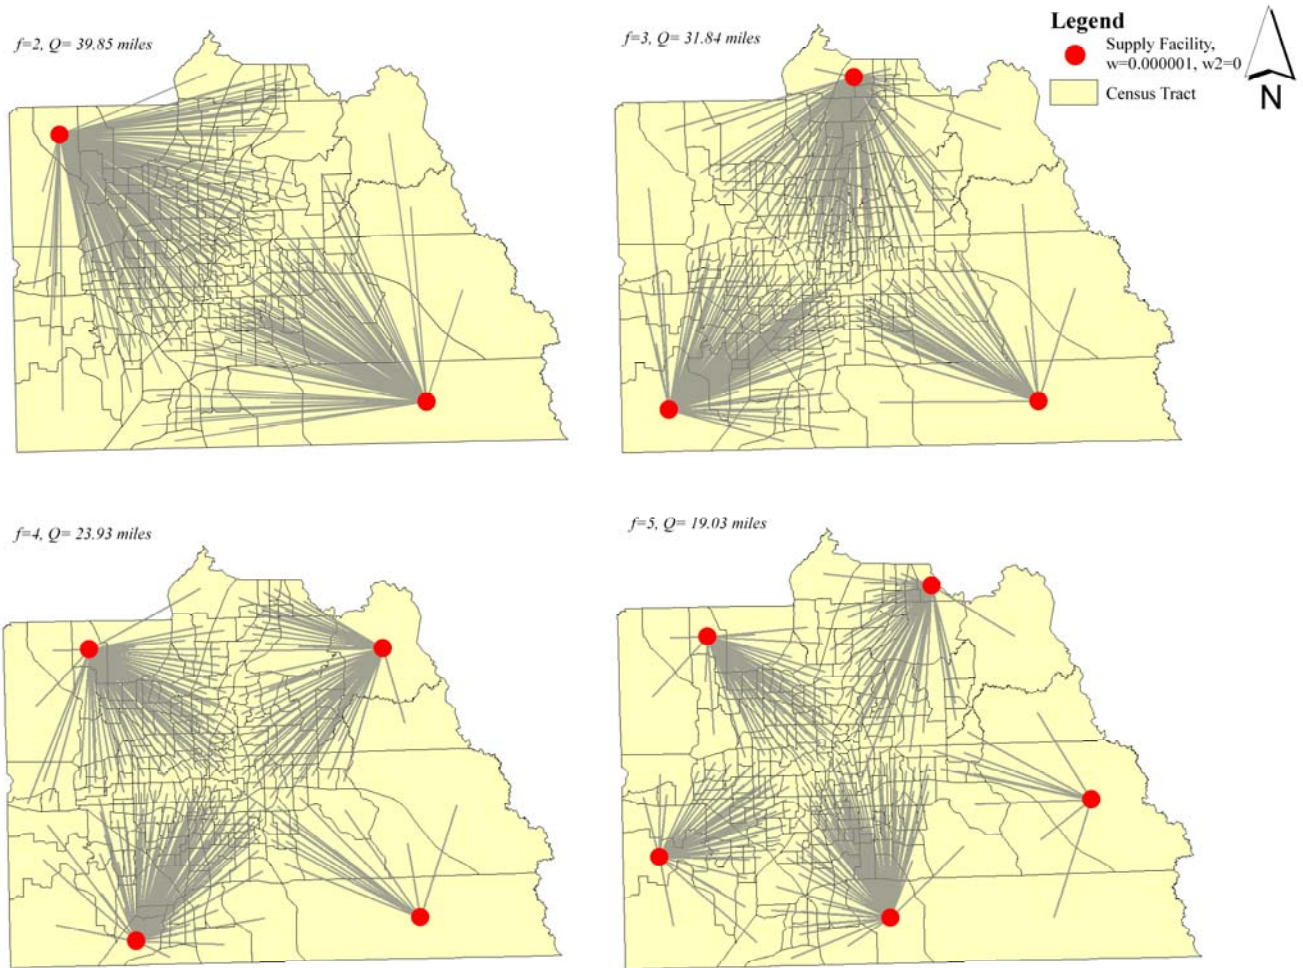 f=2, Q= 39.85 miles
f=3, Q= 31.84 miles
Legend
Supply Facility,
w=0.000001, w2=0
Census Tract
N
f=4, Q= 23.93 miles
f=5, Q= 19.03 miles